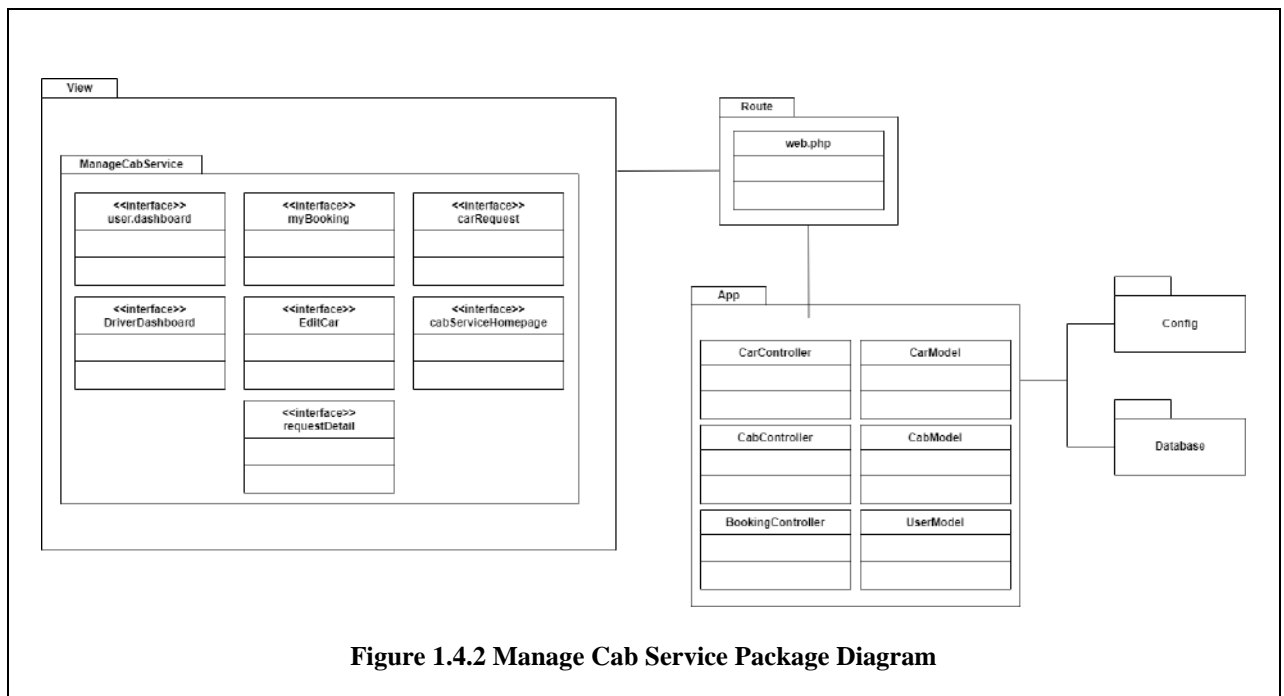 View
ManageCabService
<<interface>>
user.dashboard
<<interface>>
myBooking
<<interface>>
carRequest
<<interface>>
DriverDashboard
<<interface>>
EditCar
<<interface>>
cabServiceHomepage
<<interface>>
requestDetail
Route
web.php
App
CarController
CarModel
CabController
CabModel
BookingController
UserModel
Config
Database
Figure 1.4.2 Manage Cab Service Package Diagram